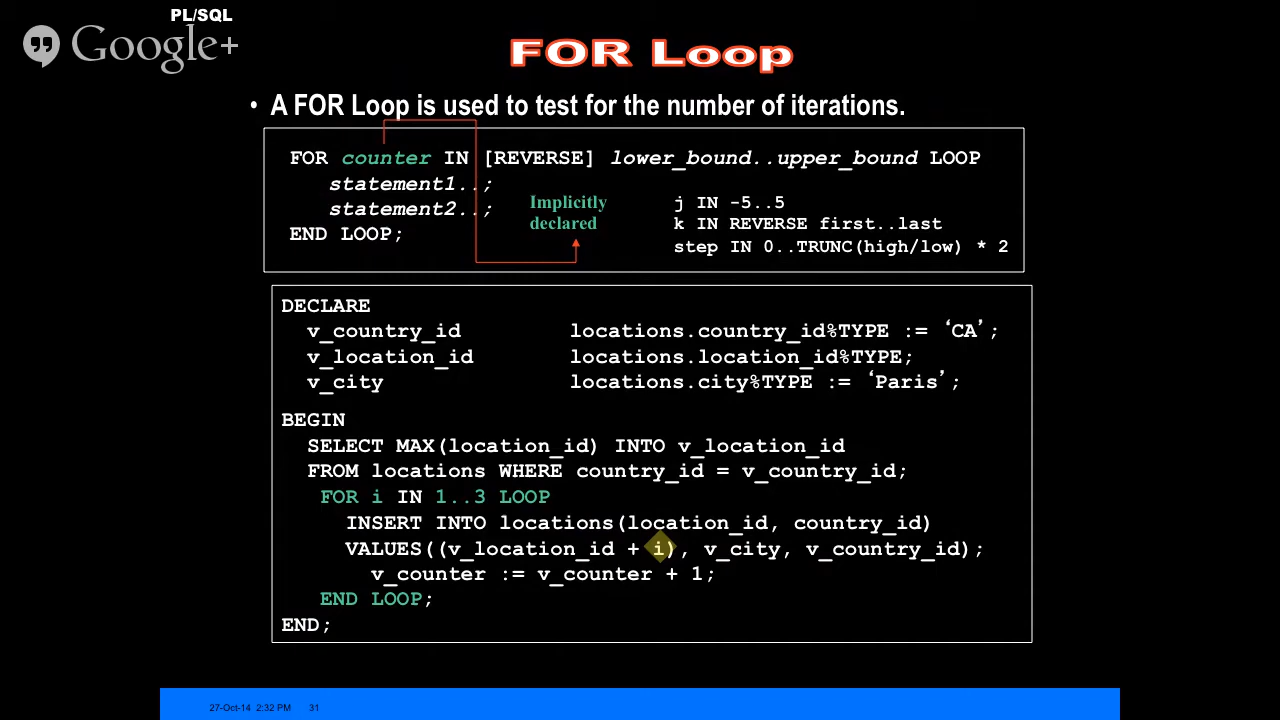 PL/SQL
Google+
FOR Loop
• A FOR Loop is used to test for the number of iterations.
FOR counter IN [REVERSE] lower_bound..upper_bound LOOP
statement1..;
statement2..;
END LOOP;
Implicitly
declared
j IN -5..5
k IN REVERSE first..last
step IN 0..TRUNC(high/low) * 2
DECLARE
v_country_id locations.country_id%TYPE := ‘CA’;
v_location_id locations.location_id%TYPE;
v_city locations.city%TYPE := ‘Paris’;
BEGIN
SELECT MAX(location_id) INTO v_location_id
FROM locations WHERE country_id = v_country_id;
FOR i IN 1..3 LOOP
INSERT INTO locations(location_id, country_id)
VALUES((v_location_id + i), v_city, v_country_id);
v_counter := v_counter + 1;
END LOOP;
END;
27-Oct-14 2:32 PM 31